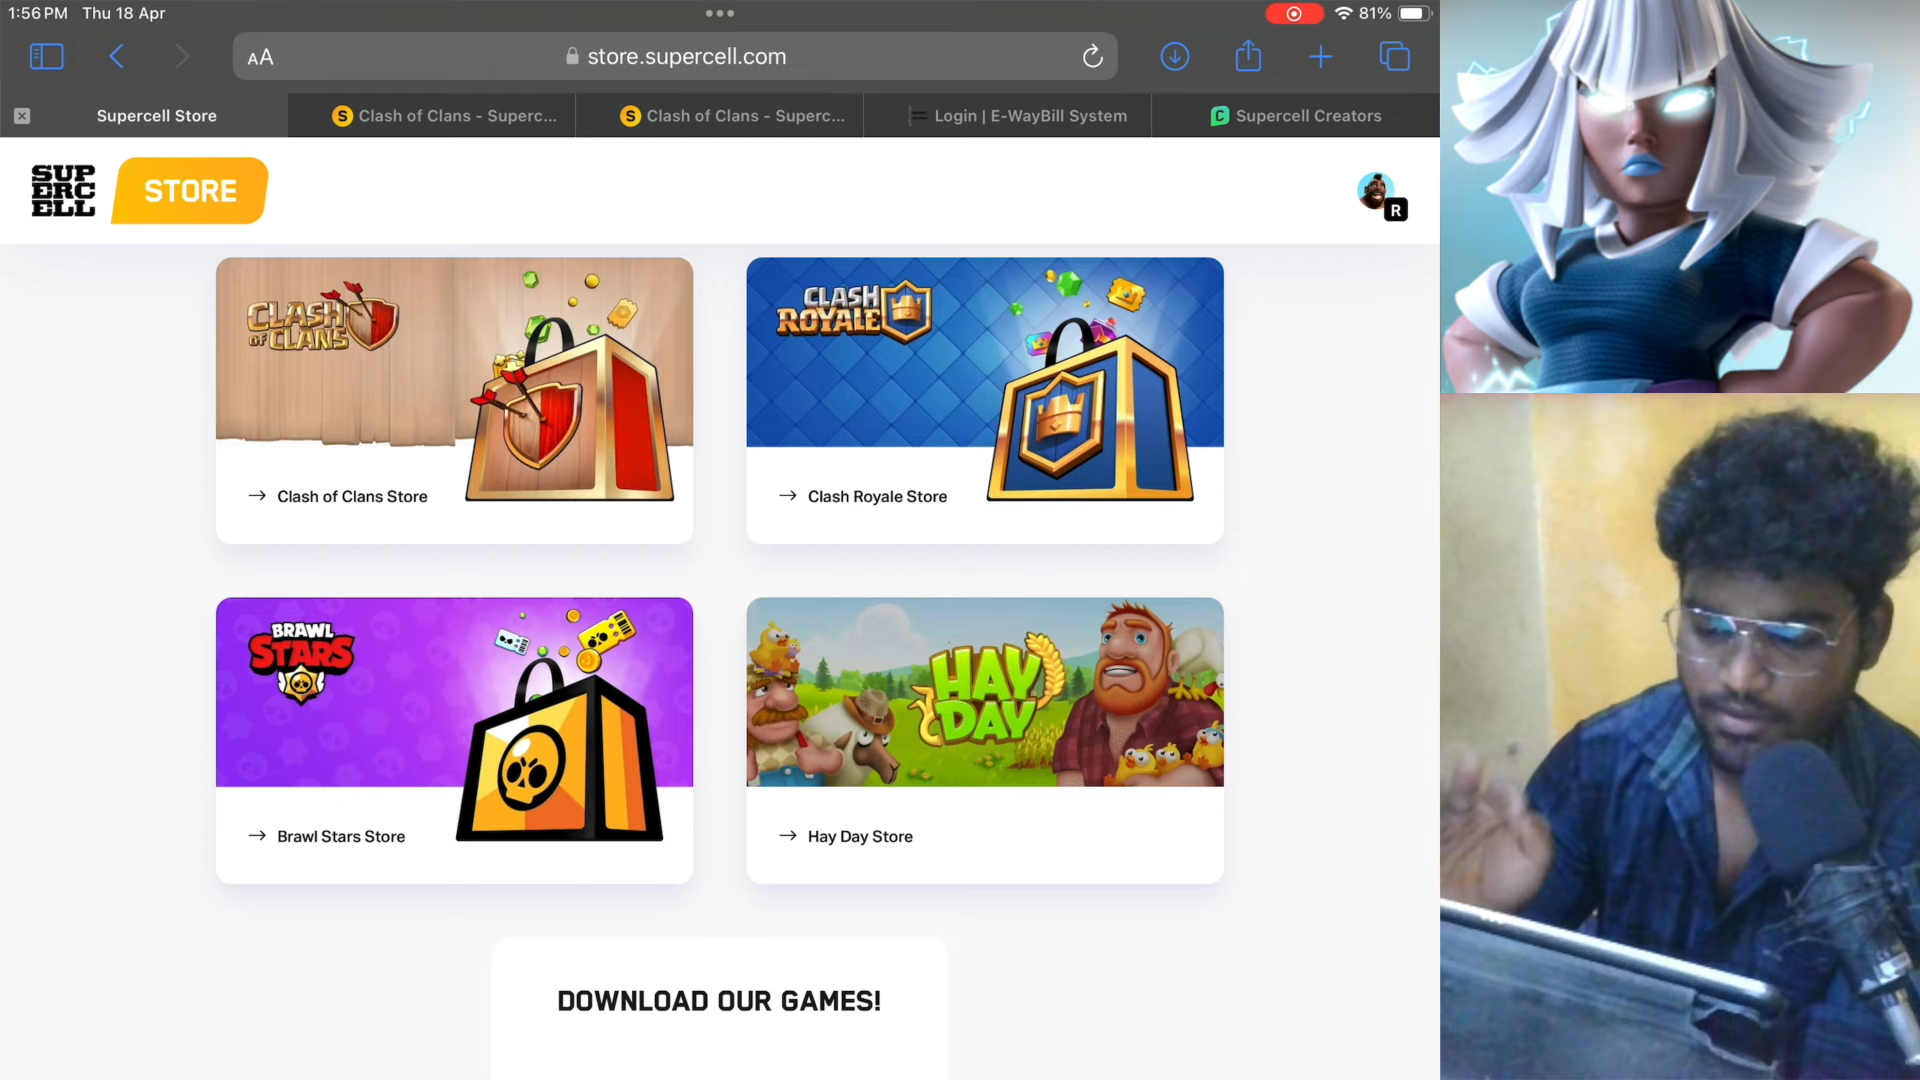 1:56 PM Thu 18 Apr
81%
AA
store.supercell.com
Supercell Store
S Clash of Clans - Superc...
S Clash of Clans - Superc...
Login | E-WayBill System
C Supercell Creators
SUP
ERC
ELL
STORE
R
CLASH
OF CLANS
CLASH
ROYALE
→ Clash of Clans Store
→ Clash Royale Store
BRAWL
STARS
HAY
DAY
→ Brawl Stars Store
→ Hay Day Store
DOWNLOAD OUR GAMES!